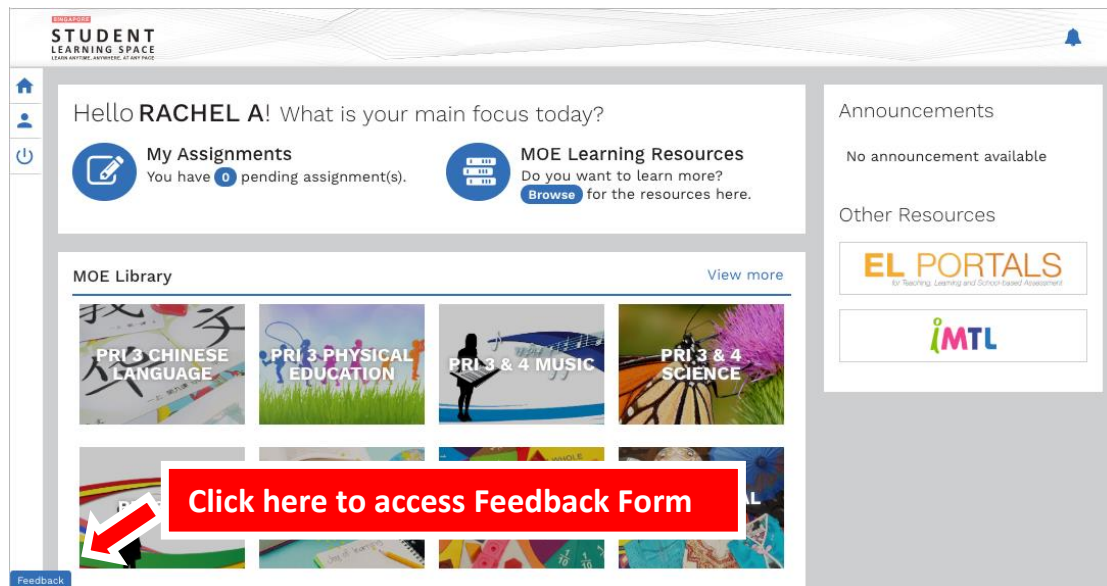 SINGAPORE
STUDENT
LEARNING SPACE
LEARN ANYTIME, ANYWHERE, AT ANY PACE
Hello RACHEL A! What is your main focus today?
My Assignments
You have 0 pending assignment(s).
MOE Learning Resources
Do you want to learn more?
Browse for the resources here.
Announcements
No announcement available
Other Resources
EL PORTALS
for Teaching, Learning and School-based Assessment
iMTL
MOE Library
View more
PRI 3 CHINESE
LANGUAGE
PRI 3 PHYSICAL
EDUCATION
PRI 3 & 4 MUSIC
PRI 3 & 4
SCIENCE
WHOLE
Click here to access Feedback Form
Joy of learning
Feedback